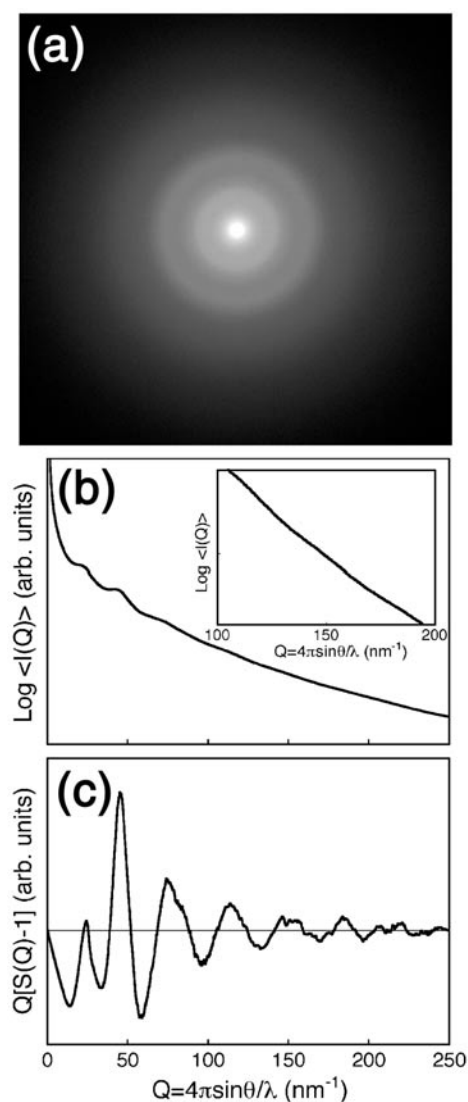 (a)
(b)
Log <I(Q)> (arb. units)
Log <I(Q)>
100 150 200
Q=4πsinθ/λ (nm⁻¹)
(c)
Q[S(Q)-1] (arb. units)
0 50 100 150 200 250
Q=4πsinθ/λ (nm⁻¹)